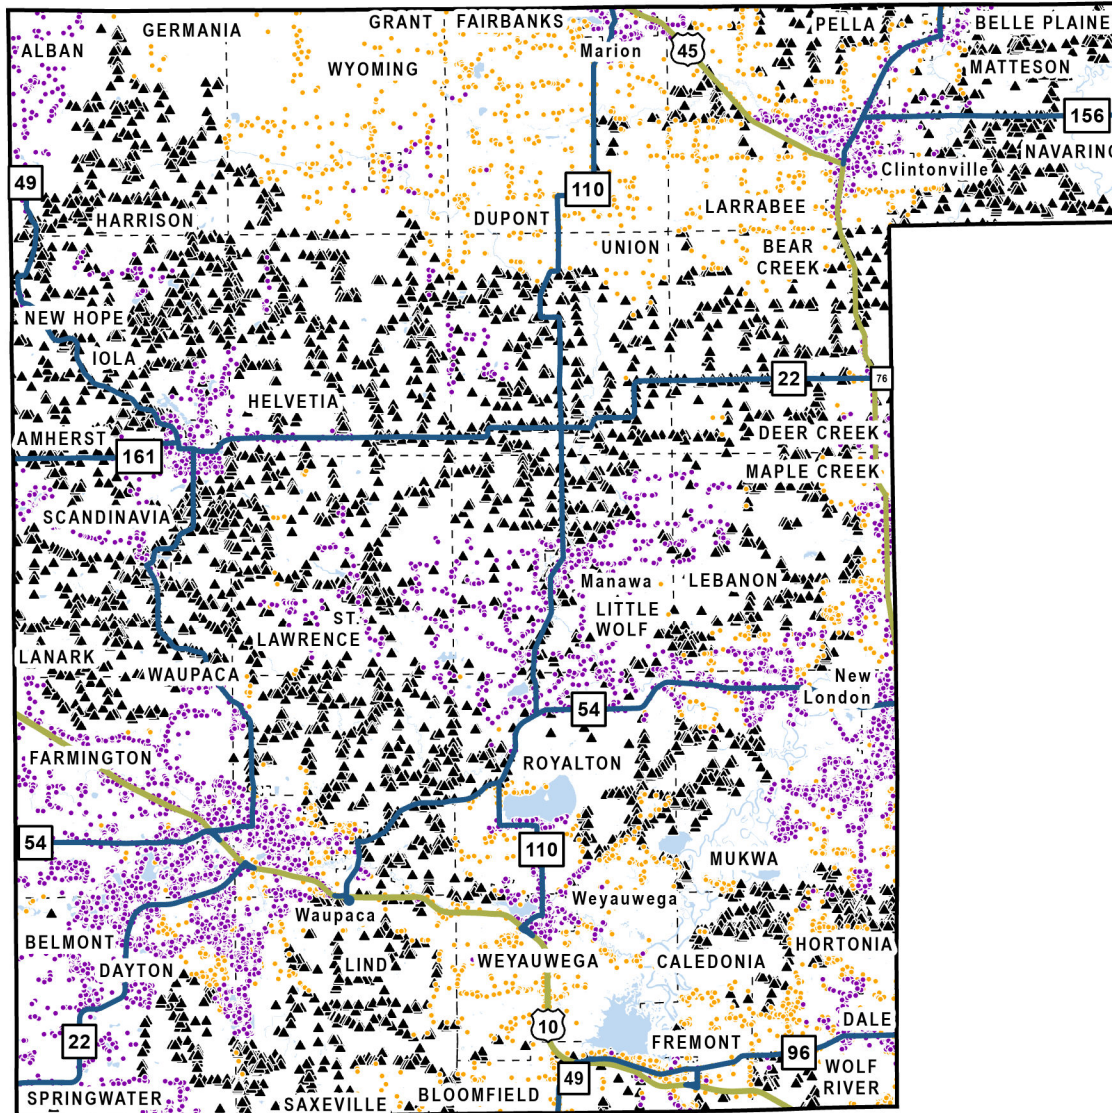 GRANT
FAIRBANKS
PELLA
BELLE PLAINE
GERMANIA
ALBAN
Marion
45
MATTESON
WYOMING
156
NAVARINO
Clintonville
49
110
HARRISON
DUPONT
LARRABEE
UNION
BEAR
CREEK
NEW HOPE
IOLA
22
76
HELVETIA
AMHERST
161
DEER CREEK
MAPLE CREEK
SCANDINAVIA
Manawa
LEBANON
LITTLE
WOLF
ST.
LAWRENCE
LANARK
WAUPACA
New
London
54
FARMINGTON
ROYALTON
54
110
MUKWA
Weyauwega
Waupaca
BELMONT
HORTONIA
DAYTON
LIND
WEYAUWEGA
CALEDONIA
10
DALE
22
FREMONT
96
49
WOLF
RIVER
SPRINGWATER
SAXEVILLE
BLOOMFIELD